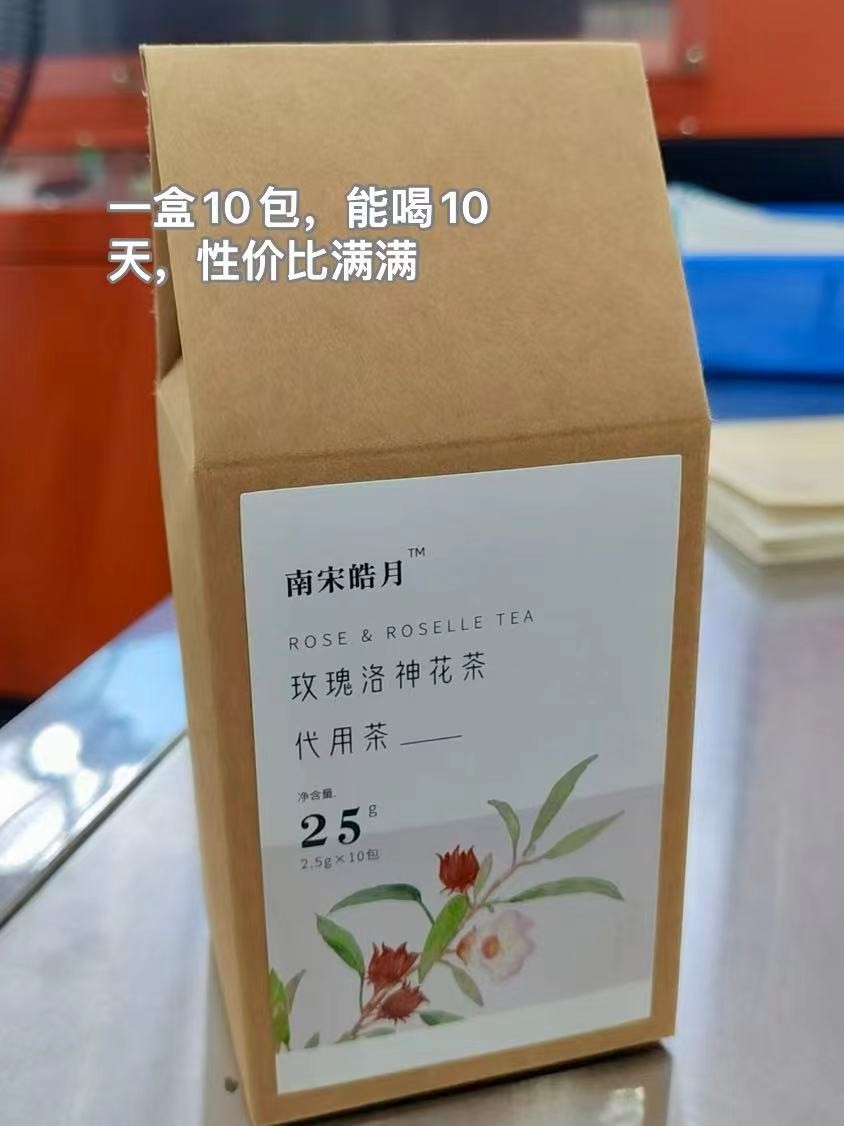 一盒10包，能喝10
天，性价比满满
南宋皓月™
ROSE & ROSELLE TEA
玫瑰洛神花茶
代用茶
净含量:
25g
2.5g×10包